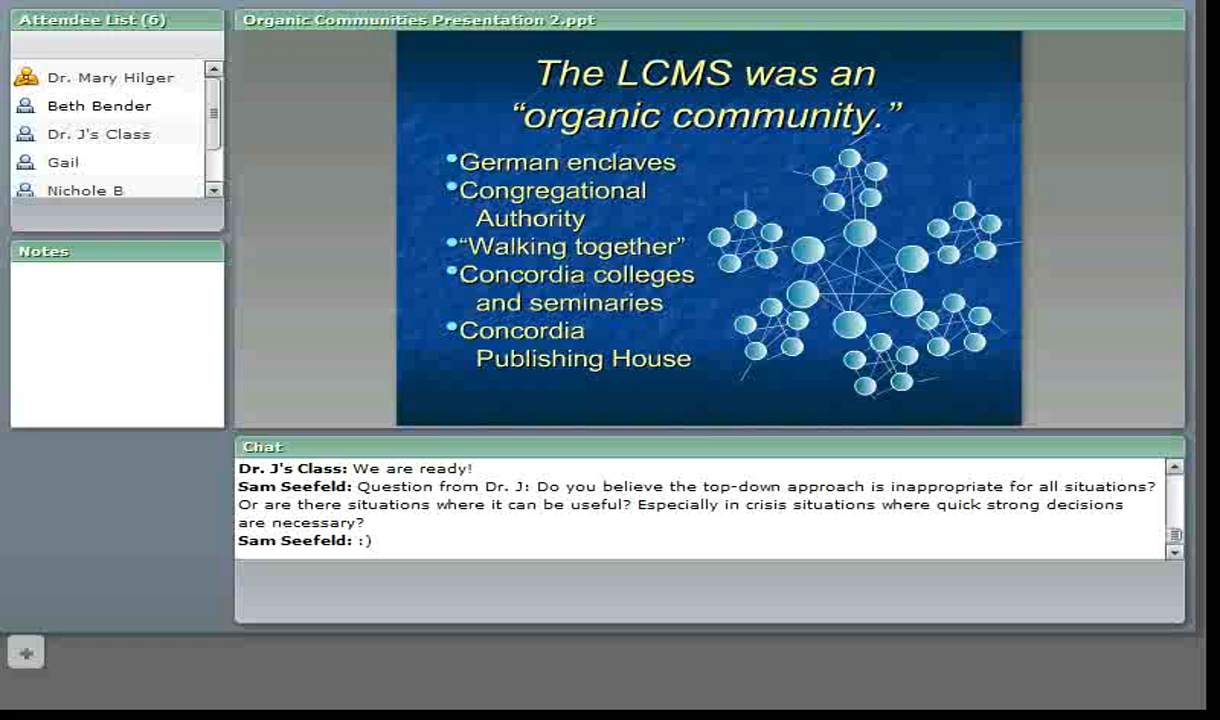 Attendee List (6)
Dr. Mary Hilger
Beth Bender
Dr. J's Class
Gail
Nichole B
Notes
Organic Communities Presentation 2.ppt
The LCMS was an
“organic community.”
•German enclaves
•Congregational
Authority
•“Walking together”
•Concordia colleges
and seminaries
•Concordia
Publishing House
Chat
Dr. J's Class: We are ready!
Sam Seefeld: Question from Dr. J: Do you believe the top-down approach is inappropriate for all situations?
Or are there situations where it can be useful? Especially in crisis situations where quick strong decisions
are necessary?
Sam Seefeld: :)